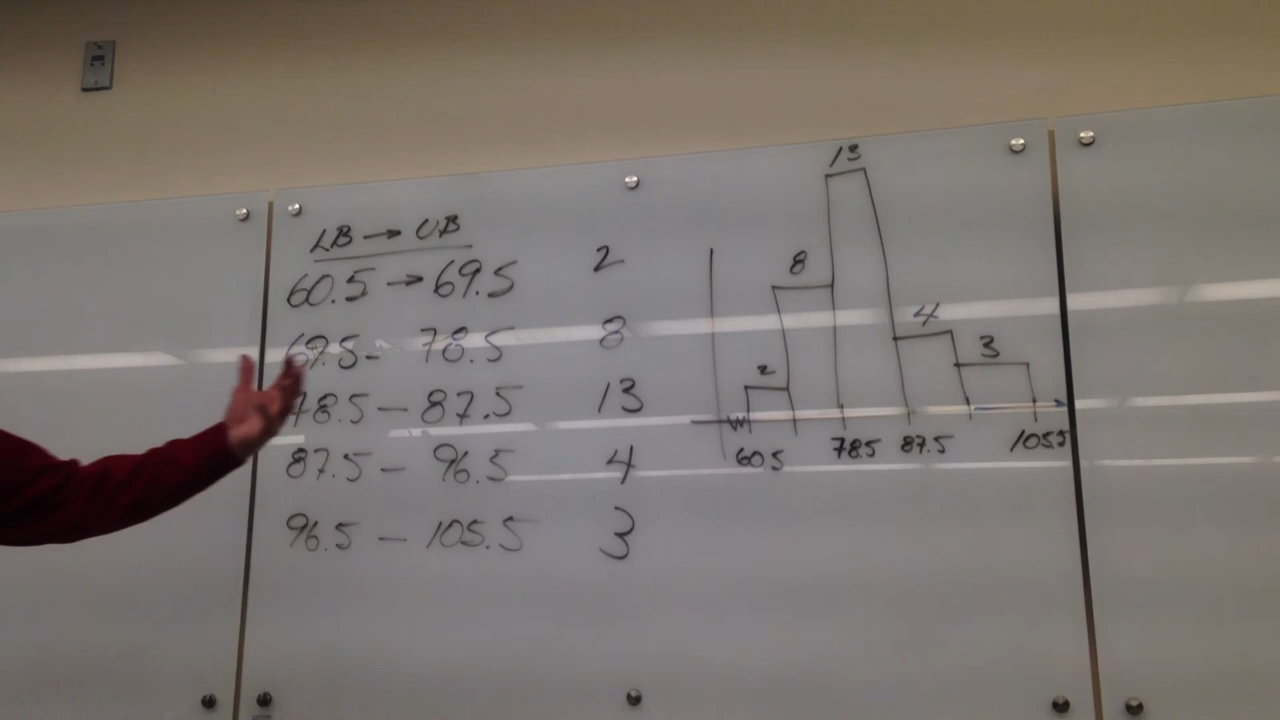 LB → UB
60.5 → 69.5 2
69.5 - 78.5 8
78.5 - 87.5 13
87.5 - 96.5 4
96.5 - 105.5 3
13
8
4
3
2
60.5 78.5 87.5 105.5